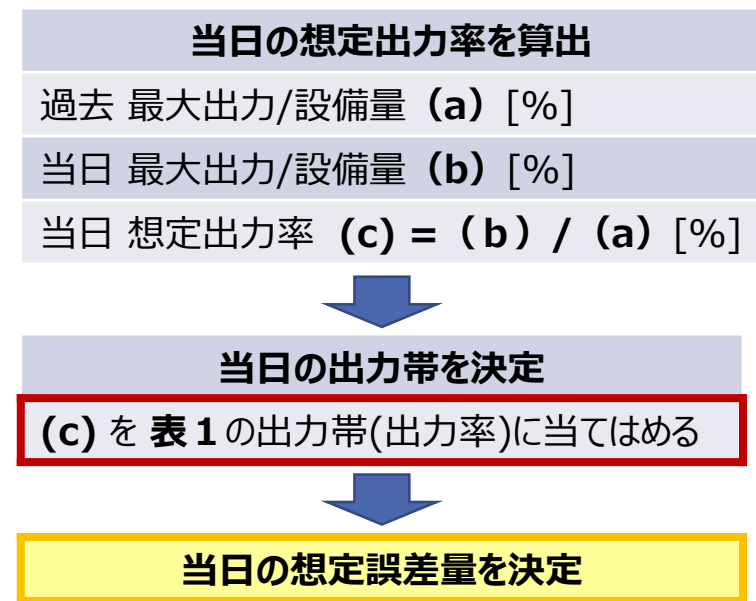 当日の想定出力率を算出
過去 最大出力/設備量（a）[%]
当日 最大出力/設備量（b）[%]
当日 想定出力率 (c) =（ｂ）/（a）[%]
当日の出力帯を決定
(c) を 表１の出力帯(出力率)に当てはめる
当日の想定誤差量を決定